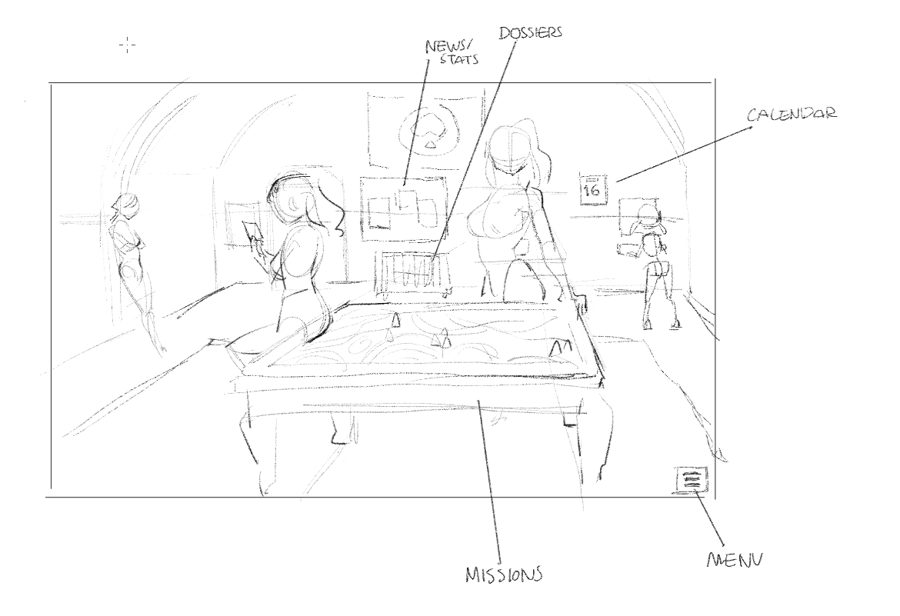 NEWS/
STATS
DOSSIERS
CALENDAR
16
MISSIONS
MENU